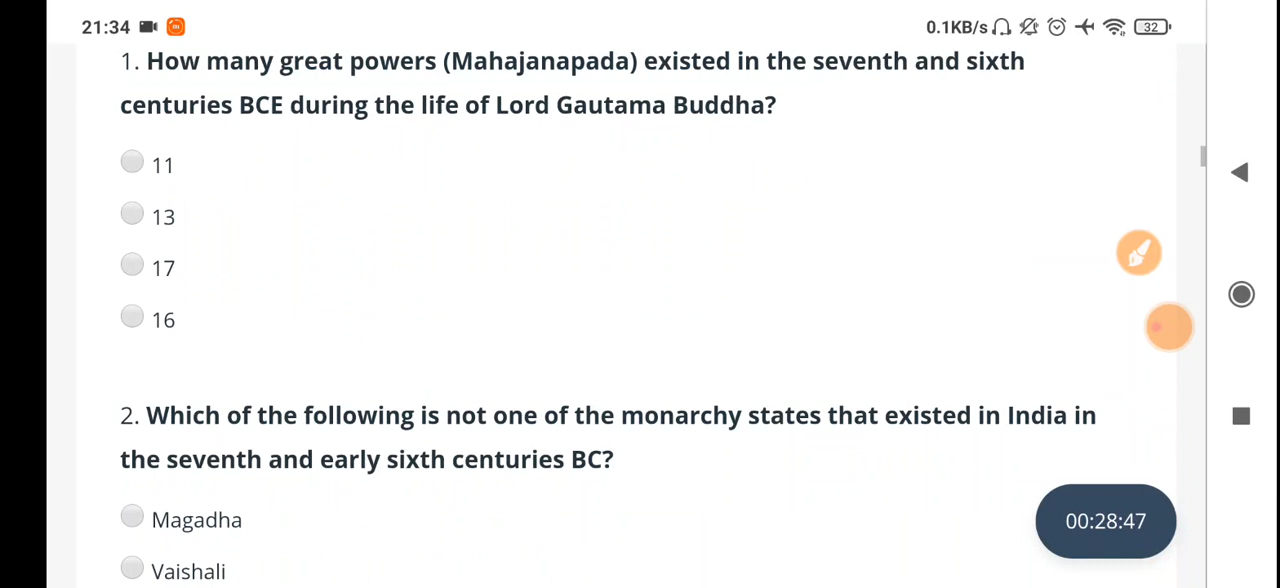 21:34 0.1KB/s 32
1. How many great powers (Mahajanapada) existed in the seventh and sixth
centuries BCE during the life of Lord Gautama Buddha?
11
13
17
16
2. Which of the following is not one of the monarchy states that existed in India in
the seventh and early sixth centuries BC?
Magadha
00:28:47
Vaishali